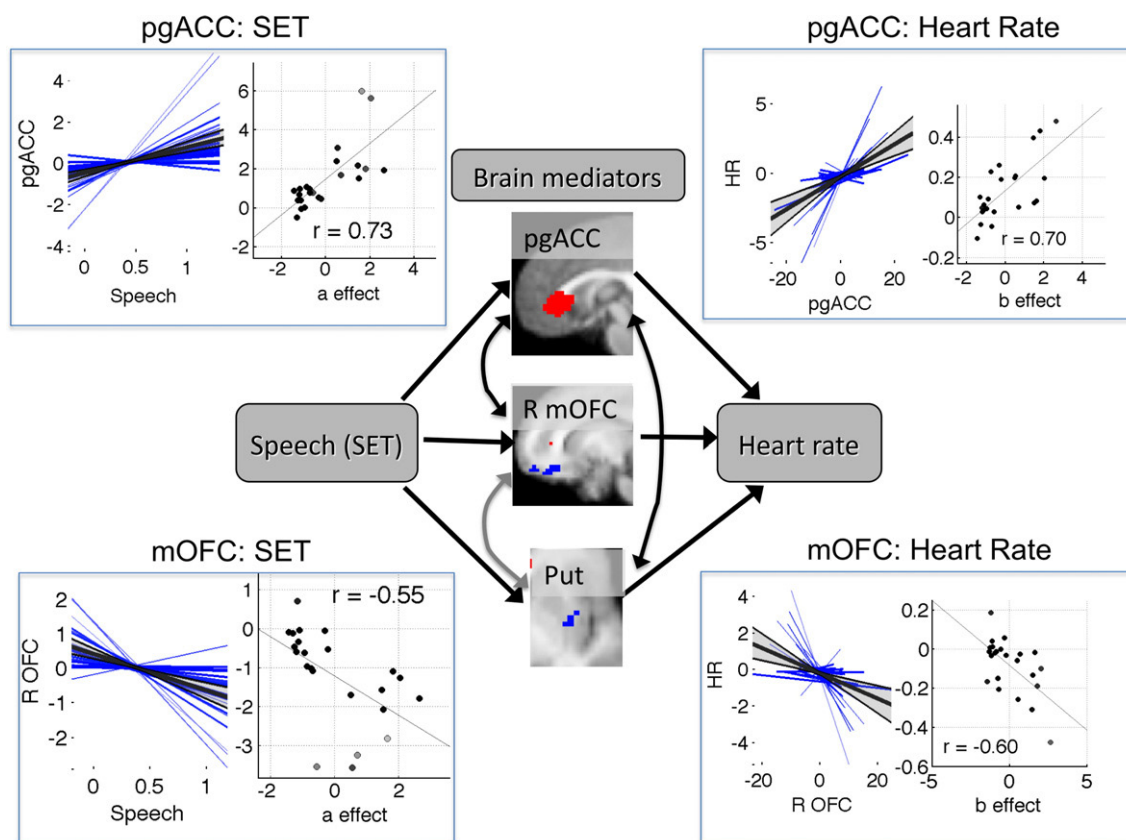 pgACC: SET
pgACC
4
2
0
-2
-4
0
0.5
1
Speech
6
4
2
0
-2
-2
0
2
4
r = 0.73
a effect
pgACC: Heart Rate
HR
5
0
-5
-20
0
20
pgACC
0.4
0.2
0
-0.2
-2
0
2
4
r = 0.70
b effect
Brain mediators
pgACC
R mOFC
Put
Speech (SET)
Heart rate
mOFC: SET
R OFC
2
1
0
-1
-2
0
0.5
1
Speech
r = -0.55
1
0
-1
-2
-3
-2
0
2
a effect
mOFC: Heart Rate
HR
4
2
0
-2
-4
-20
0
20
R OFC
0.2
0
-0.2
-0.4
-0.6
r = -0.60
-5
0
5
b effect